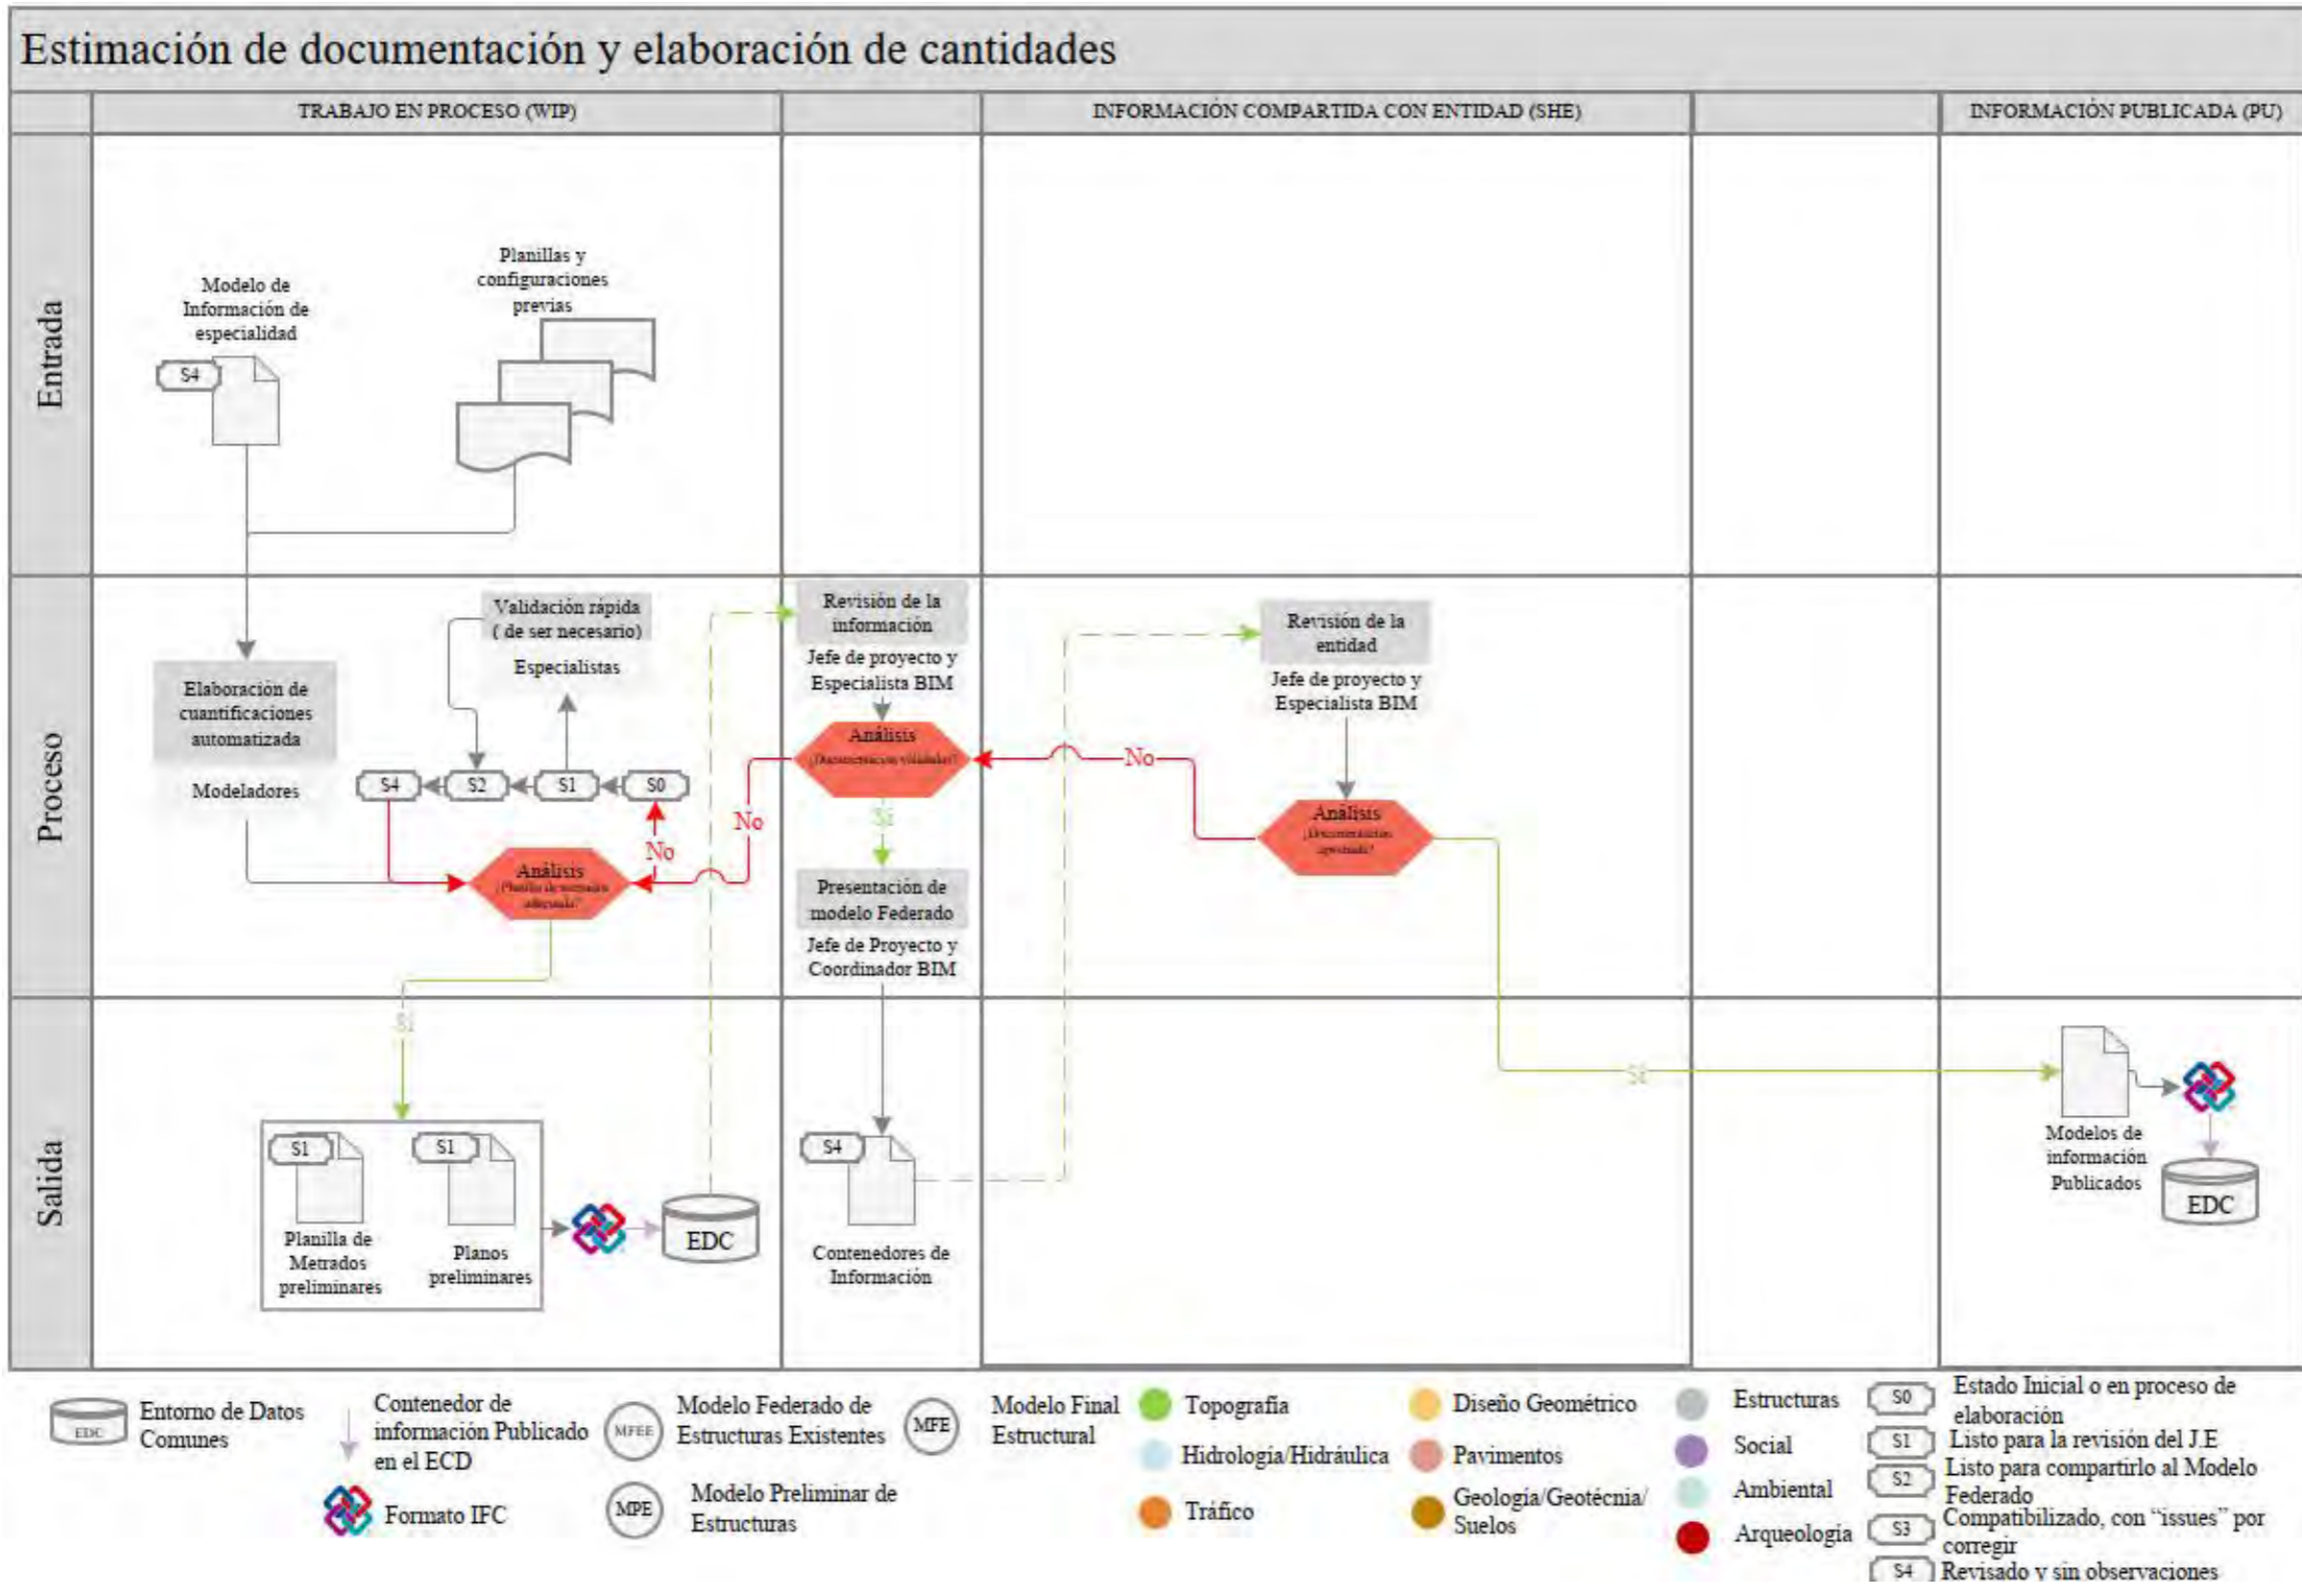 Estimación de documentación y elaboración de cantidades
TRABAJO EN PROCESO (WIP)
INFORMACIÓN COMPARTIDA CON ENTIDAD (SHE)
INFORMACIÓN PUBLICADA (PU)
Entrada
Modelo de
Información de
especialidad
S4
Planillas y
configuraciones
previas
Proceso
Elaboración de
cuantificaciones
automatizada
Modeladores
Validación rápida
( de ser necesario)
Especialistas
S4
S2
S1
S0
No
Análisis
No
Revisión de la
información
Jefe de proyecto y
Especialista BIM
Análisis
Si
Presentación de
modelo Federado
Jefe de Proyecto y
Coordinador BIM
No
Revisión de la
entidad
Jefe de proyecto y
Especialista BIM
Análisis
Salida
Si
S1
Planilla de
Metrados
preliminares
S1
Planos
preliminares
EDC
S4
Contenedores de
Información
Si
Modelos de
información
Publicados
EDC
EDC
Entorno de Datos
Comunes
Contenedor de
información Publicado
en el ECD
Formato IFC
MFEE
Modelo Federado de
Estructuras Existentes
MPE
Modelo Preliminar de
Estructuras
MFE
Modelo Final
Estructural
Topografía
Hidrología/Hidráulica
Tráfico
Diseño Geométrico
Pavimentos
Geología/Geotécnia/
Suelos
Estructuras
Social
Ambiental
Arqueología
S0
Estado Inicial o en proceso de
elaboración
S1
Listo para la revisión del J.E
S2
Listo para compartirlo al Modelo
Federado
S3
Compatibilizado, con “issues” por
corregir
S4
Revisado y sin observaciones